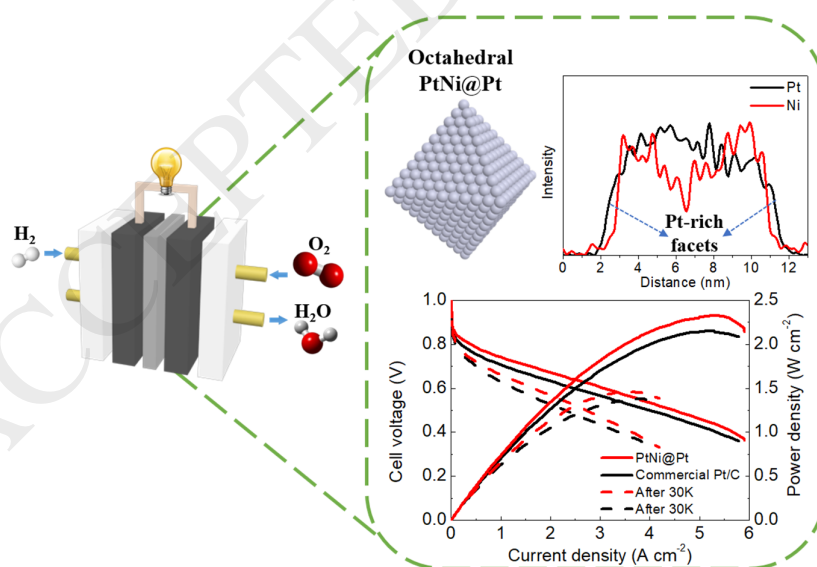 ACCEPTED
Octahedral
PtNi@Pt
Pt
Ni
Intensity
Pt-rich
facets
0 2 4 6 8 10 12
Distance (nm)
H₂
O₂
H₂O
1.0
0.8
0.6
0.4
0.2
0.0
Cell voltage (V)
2.5
2.0
1.5
1.0
0.5
0.0
Power density (W cm⁻²)
PtNi@Pt
Commercial Pt/C
After 30K
After 30K
0 1 2 3 4 5 6
Current density (A cm⁻²)